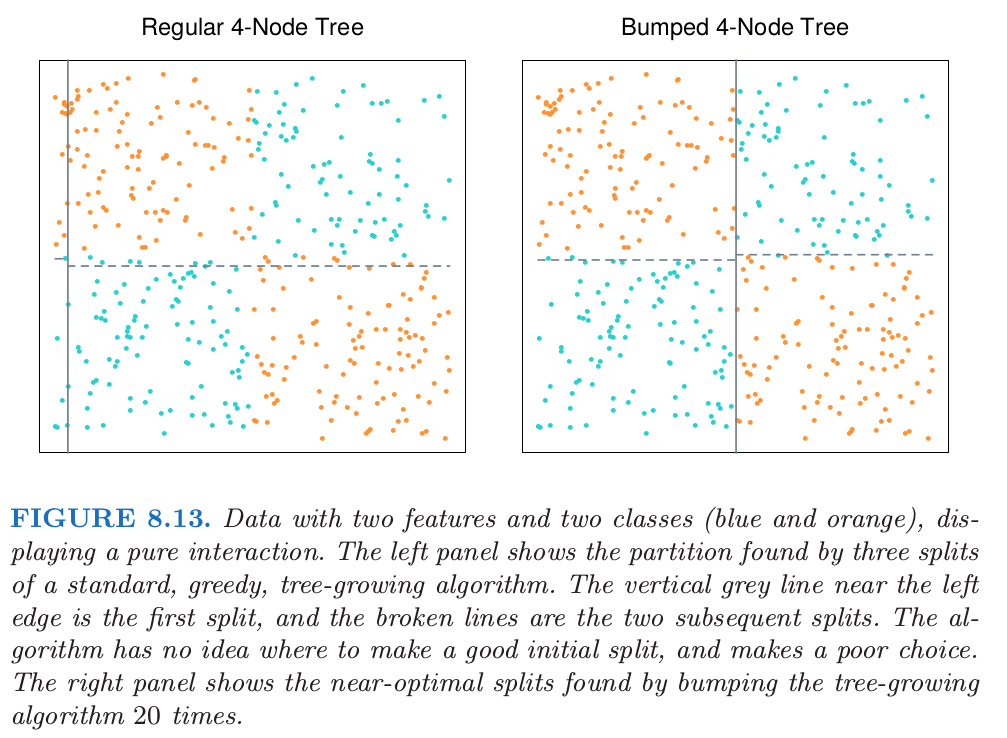 Regular 4-Node Tree
Bumped 4-Node Tree
FIGURE 8.13. Data with two features and two classes (blue and orange), dis-
playing a pure interaction. The left panel shows the partition found by three splits
of a standard, greedy, tree-growing algorithm. The vertical grey line near the left
edge is the first split, and the broken lines are the two subsequent splits. The al-
gorithm has no idea where to make a good initial split, and makes a poor choice.
The right panel shows the near-optimal splits found by bumping the tree-growing
algorithm 20 times.